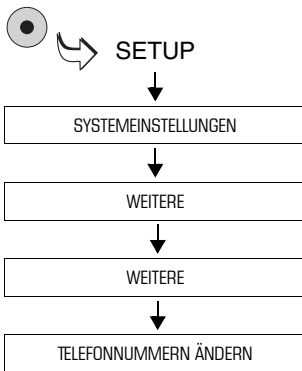 SETUP
SYSTEMEINSTELLUNGEN
WEITERE
WEITERE
TELEFONNUMMERN ÄNDERN